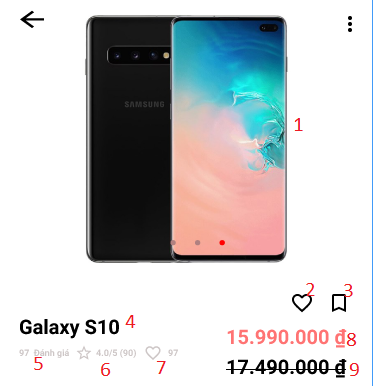 SAMSUNG
1
2 3
Galaxy S10 4
15.990.000 ₫ 8
97 Đánh giá 4.0/5 (90) 97
5 6 7
17.490.000 ₫ 9